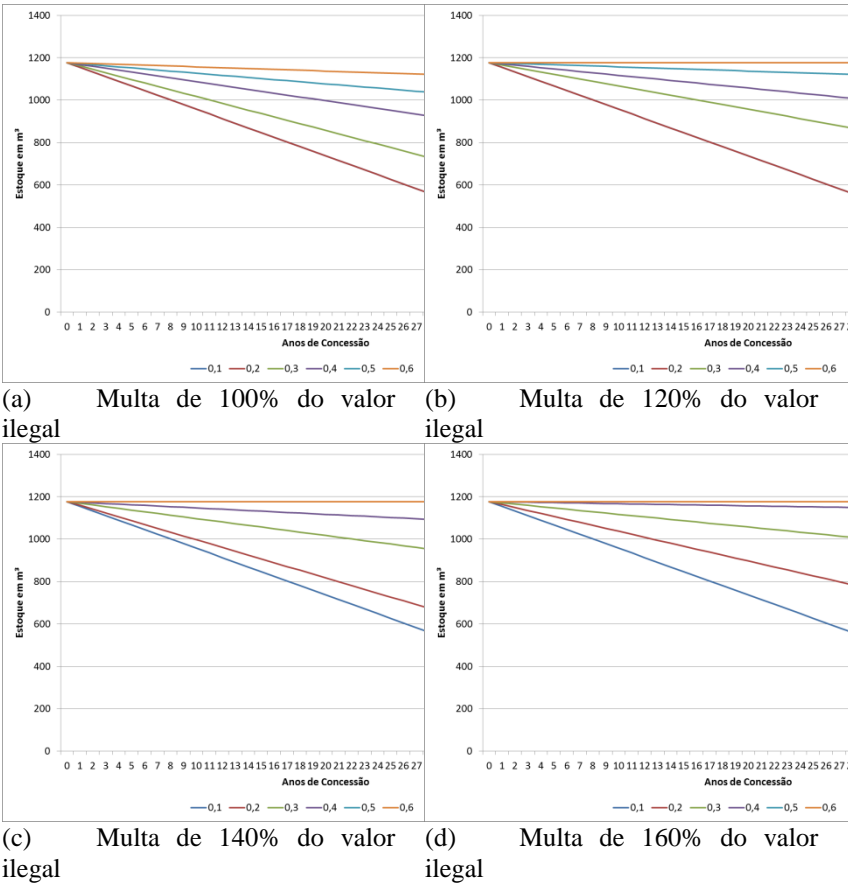 1400
1200
1000
800
600
400
200
0
Estoque em m³
0 1 2 3 4 5 6 7 8 9 10 11 12 13 14 15 16 17 18 19 20 21 22 23 24 25 26 27
Anos de Concessão
0,1 0,2 0,3 0,4 0,5 0,6
1400
1200
1000
800
600
400
200
0
Estoque em m³
0 1 2 3 4 5 6 7 8 9 10 11 12 13 14 15 16 17 18 19 20 21 22 23 24 25 26 27
Anos de Concessão
0,1 0,2 0,3 0,4 0,5 0,6
(a) Multa de 100% do valor ilegal
(b) Multa de 120% do valor ilegal
1400
1200
1000
800
600
400
200
0
Estoque em m³
0 1 2 3 4 5 6 7 8 9 10 11 12 13 14 15 16 17 18 19 20 21 22 23 24 25 26 27
Anos de Concessão
0,1 0,2 0,3 0,4 0,5 0,6
1400
1200
1000
800
600
400
200
0
Estoque em m³
0 1 2 3 4 5 6 7 8 9 10 11 12 13 14 15 16 17 18 19 20 21 22 23 24 25 26 27
Anos de Concessão
0,1 0,2 0,3 0,4 0,5 0,6
(c) Multa de 140% do valor
ilegal
(d) Multa de 160% do valor
ilegal